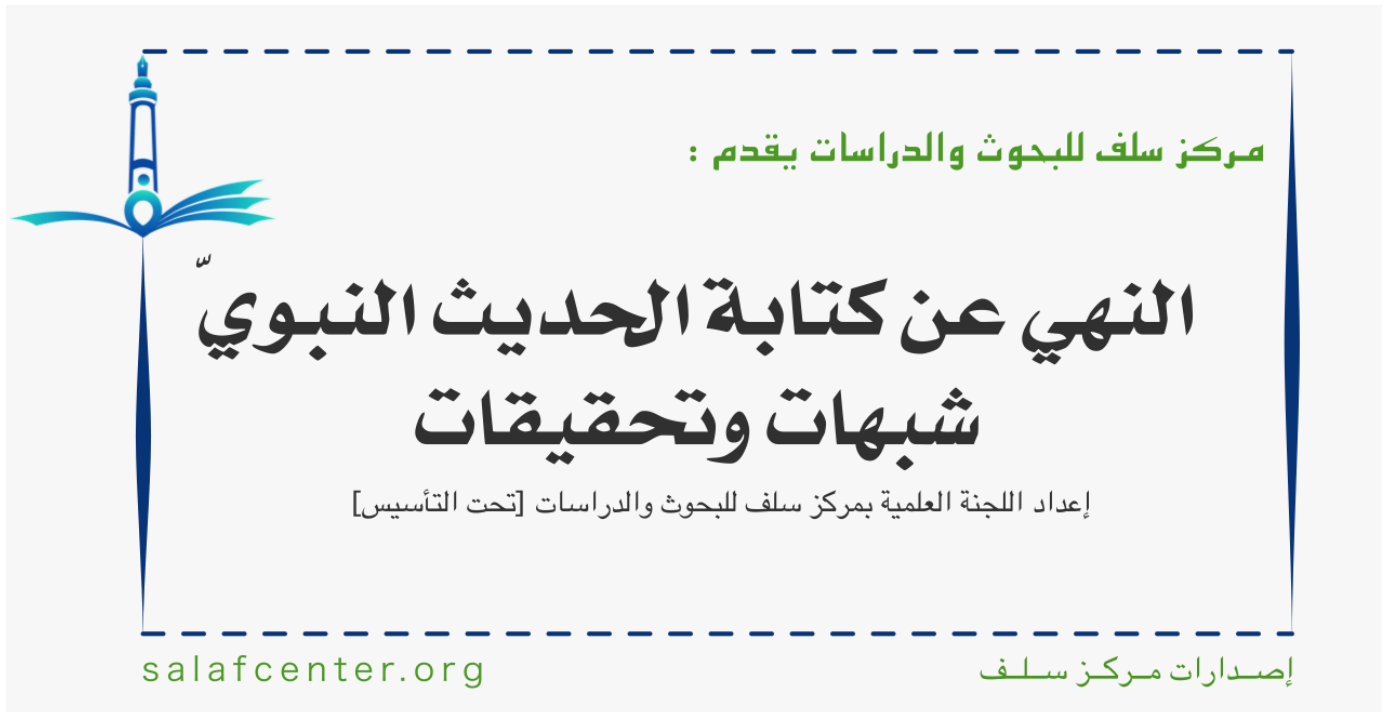 مركز سلف للبحوث والدراسات يقدم :
النهي عن كتابة الحديث النبويّ
شبهات وتحقيقات
إعداد اللجنة العلمية بمركز سلف للبحوث والدراسات [تحت التأسيس]
إصـدارات مـركـز سـلـف
salafcenter.org